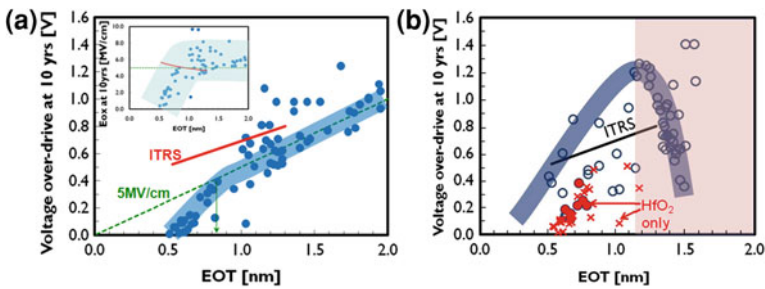 (a)
Voltage over-drive at 10 yrs [V]
1.4
1.2
1.0
0.8
0.6
0.4
0.2
0.0
Eox at 10yrs [MV/cm]
10.0
8.0
6.0
4.0
2.0
0.0
0.0 0.5 1.0 1.5 2.0
EOT [nm]
ITRS
5MV/cm
0.0 0.5 1.0 1.5 2.0
EOT [nm]
(b)
Voltage over-drive at 10 yrs [V]
1.6
1.4
1.2
1.0
0.8
0.6
0.4
0.2
0.0
ITRS
HfO2
only
0.0 0.5 1.0 1.5 2.0
EOT [nm]